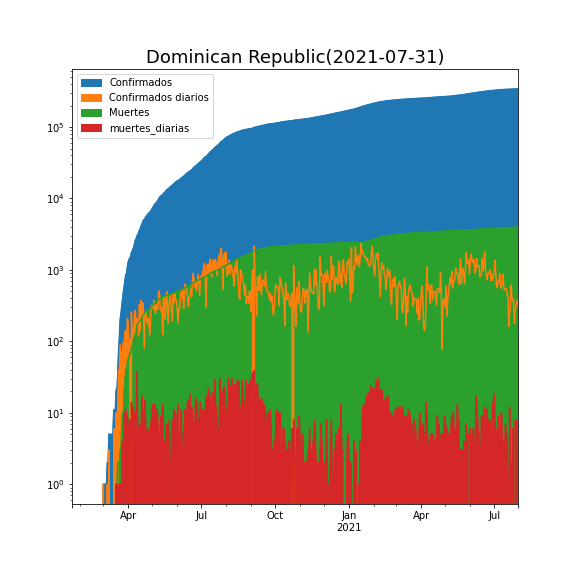 Dominican Republic(2021-07-31)
Confirmados
Confirmados diarios
Muertes
muertes_diarias
10⁵
10⁴
10³
10²
10¹
10⁰
Apr Jul Oct Jan Apr Jul
2021